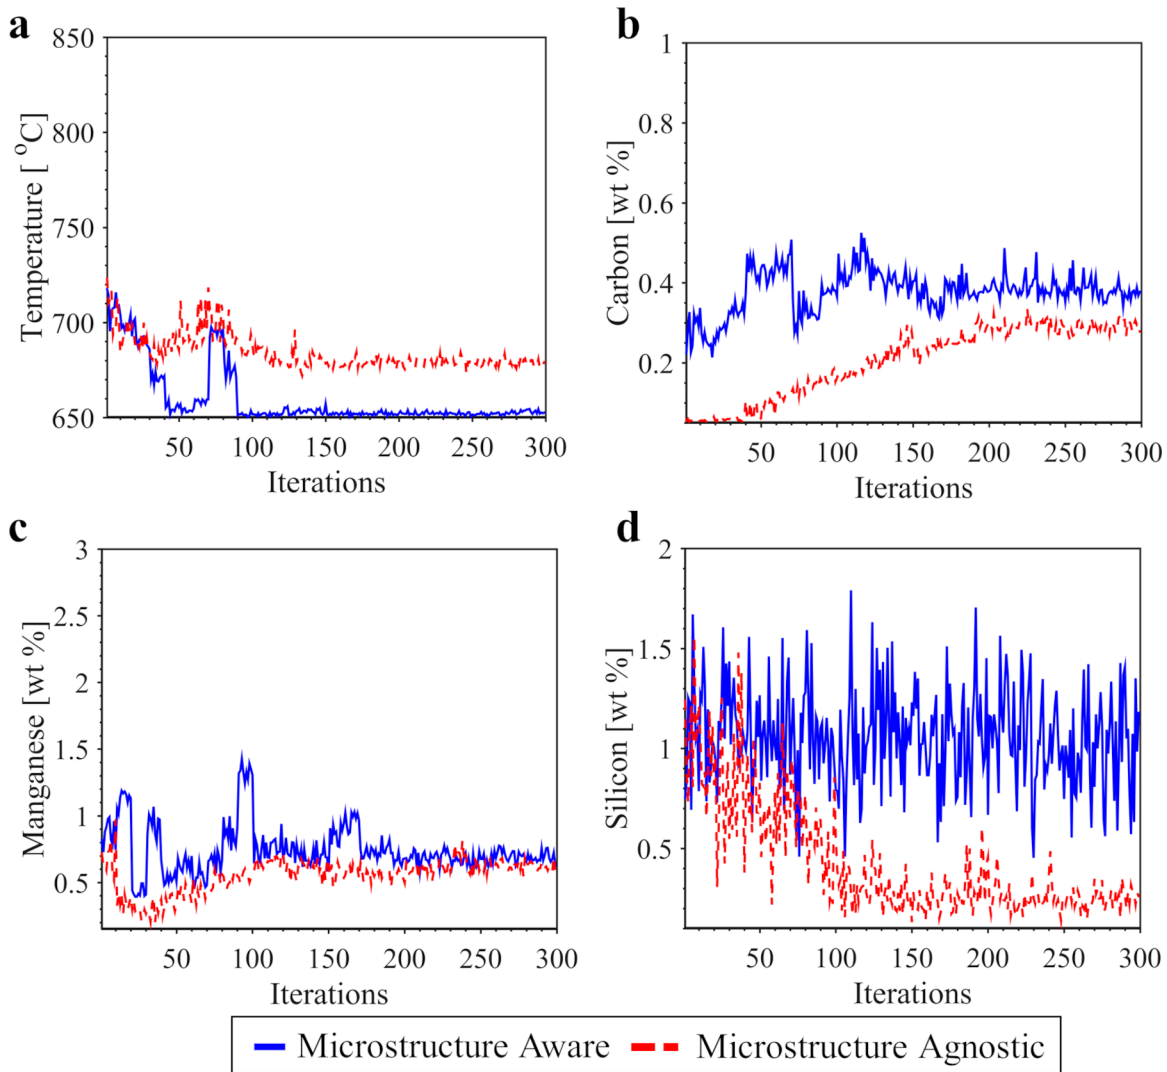 a
850
800
750
700
650
Temperature [ °C]
50 100 150 200 250 300
Iterations
b
1
0.8
0.6
0.4
0.2
Carbon [wt %]
50 100 150 200 250 300
Iterations
c
3
2.5
2
1.5
1
0.5
Manganese [wt %]
50 100 150 200 250 300
Iterations
d
2
1.5
1
0.5
Silicon [wt %]
50 100 150 200 250 300
Iterations
Microstructure Aware Microstructure Agnostic